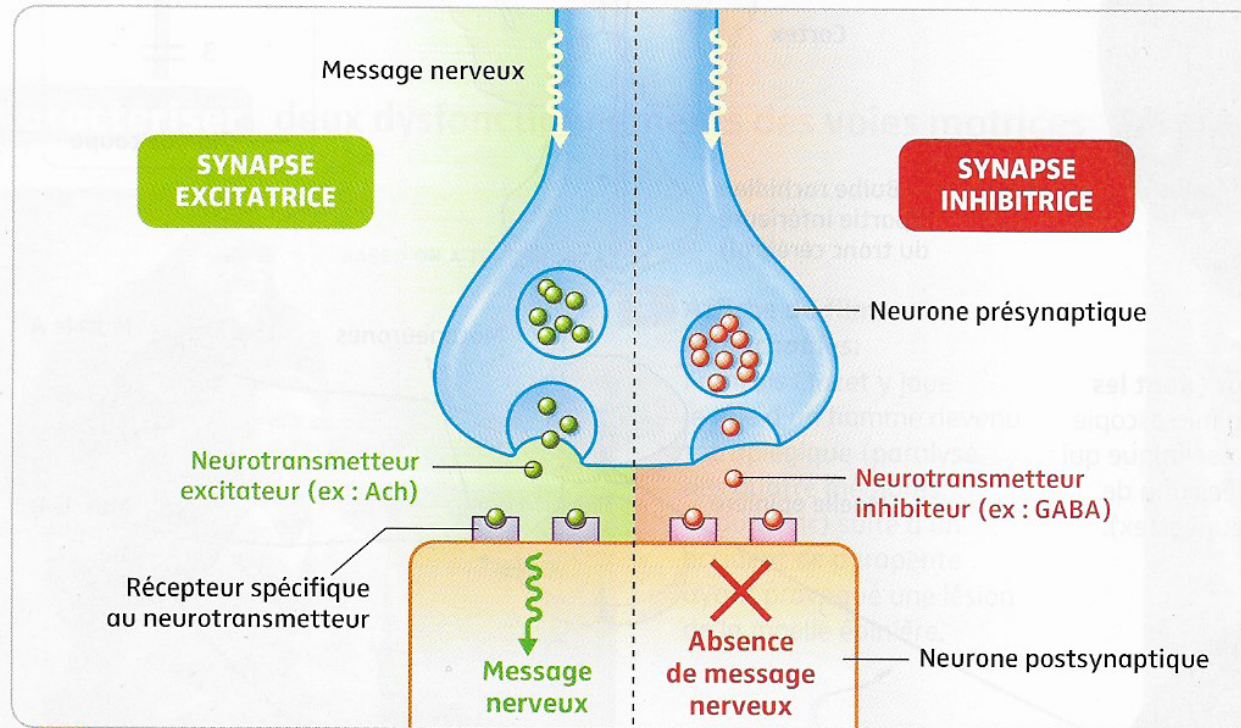 Message nerveux
SYNAPSE
EXCITATRICE
SYNAPSE
INHIBITRICE
Neurone présynaptique
Neurotransmetteur
excitateur (ex : Ach)
Neurotransmetteur
inhibiteur (ex : GABA)
Récepteur spécifique
au neurotransmetteur
Message
nerveux
Absence
de message
nerveux
Neurone postsynaptique